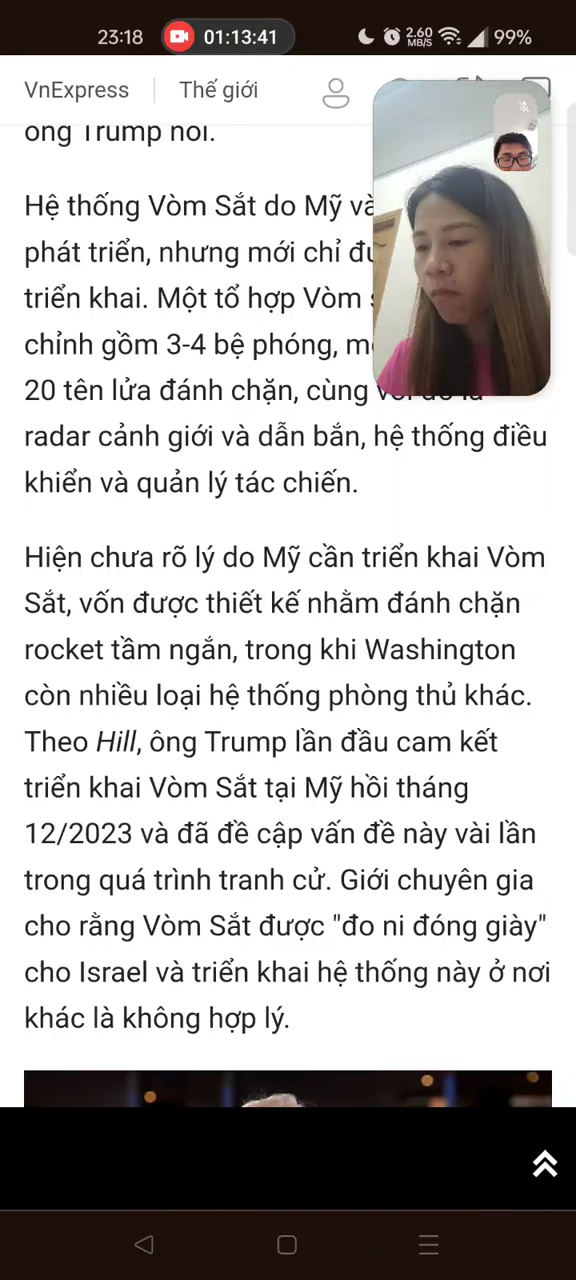 23:18 01:13:41 2.60 MB/S 99%
VnExpress Thế giới
ông Trump nói.
Hệ thống Vòm Sắt do Mỹ và
phát triển, nhưng mới chỉ
triển khai. Một tổ hợp Vòm
chỉnh gồm 3-4 bệ phóng,
20 tên lửa đánh chặn, cùng với đó là
radar cảnh giới và dẫn bắn, hệ thống điều
khiển và quản lý tác chiến.
Hiện chưa rõ lý do Mỹ cần triển khai Vòm
Sắt, vốn được thiết kế nhằm đánh chặn
rocket tầm ngắn, trong khi Washington
còn nhiều loại hệ thống phòng thủ khác.
Theo Hill, ông Trump lần đầu cam kết
triển khai Vòm Sắt tại Mỹ hồi tháng
12/2023 và đã đề cập vấn đề này vài lần
trong quá trình tranh cử. Giới chuyên gia
cho rằng Vòm Sắt được "đo ni đóng giày"
cho Israel và triển khai hệ thống này ở nơi
khác là không hợp lý.